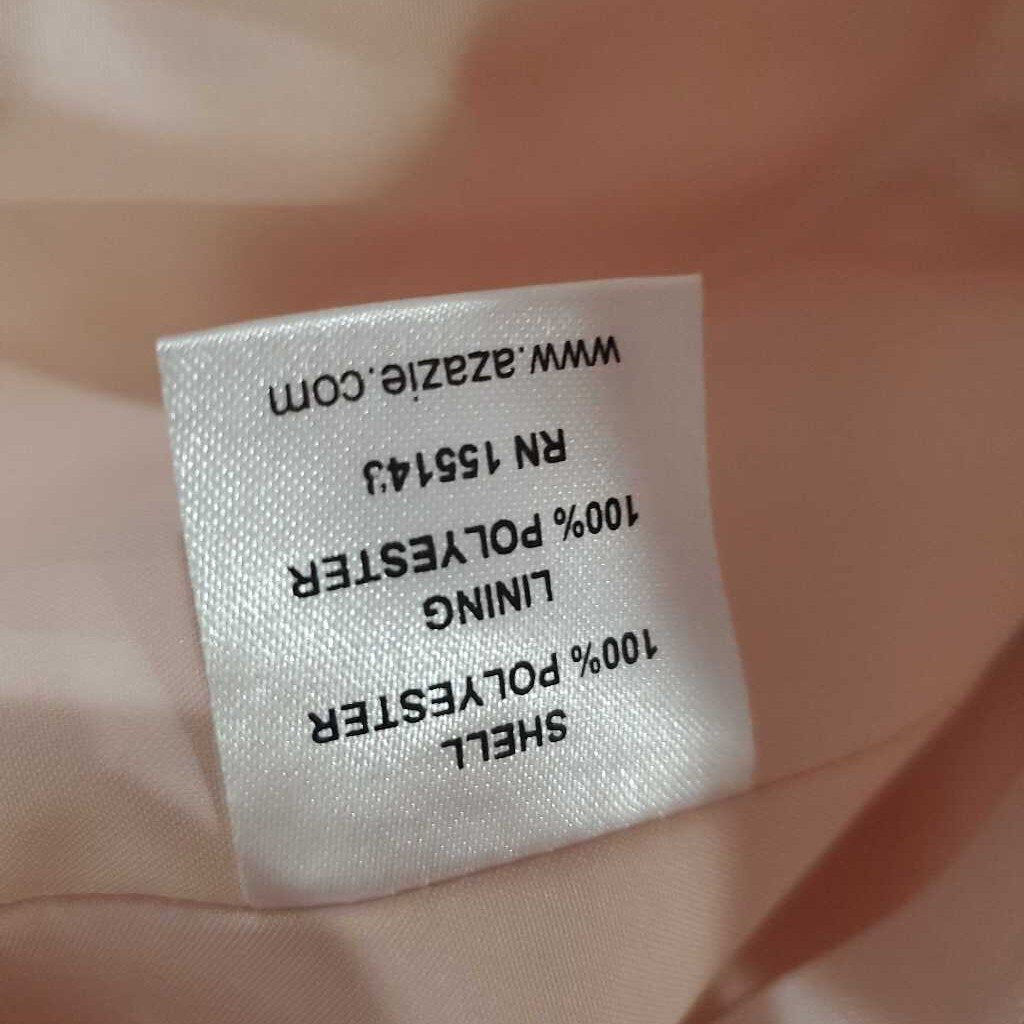 SHELL
100% POLYESTER
LINING
100% POLYESTER
RN 155143
www.azazie.com